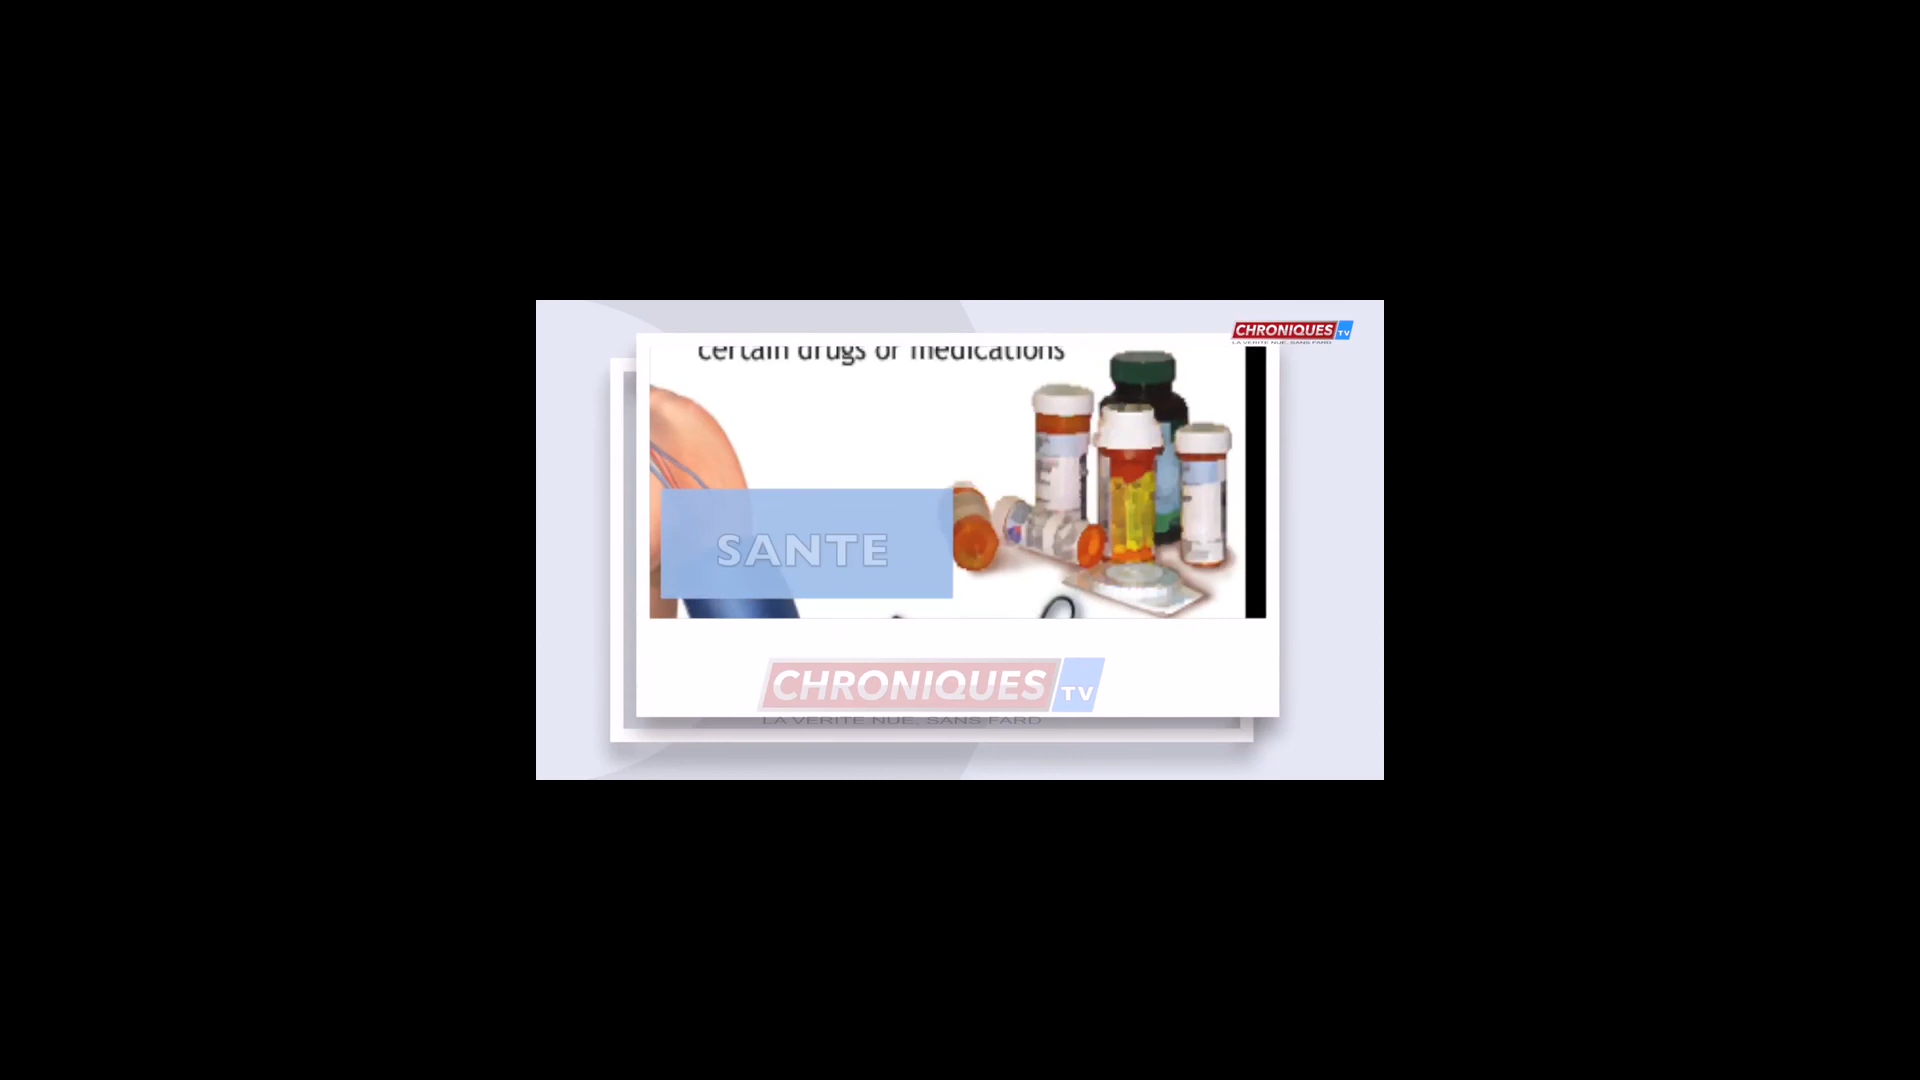 CHRONIQUES TV
LA VERITE NUE, SANS FARD
certain drugs or medications
SANTE
CHRONIQUES TV
LA VERITE NUE, SANS FARD